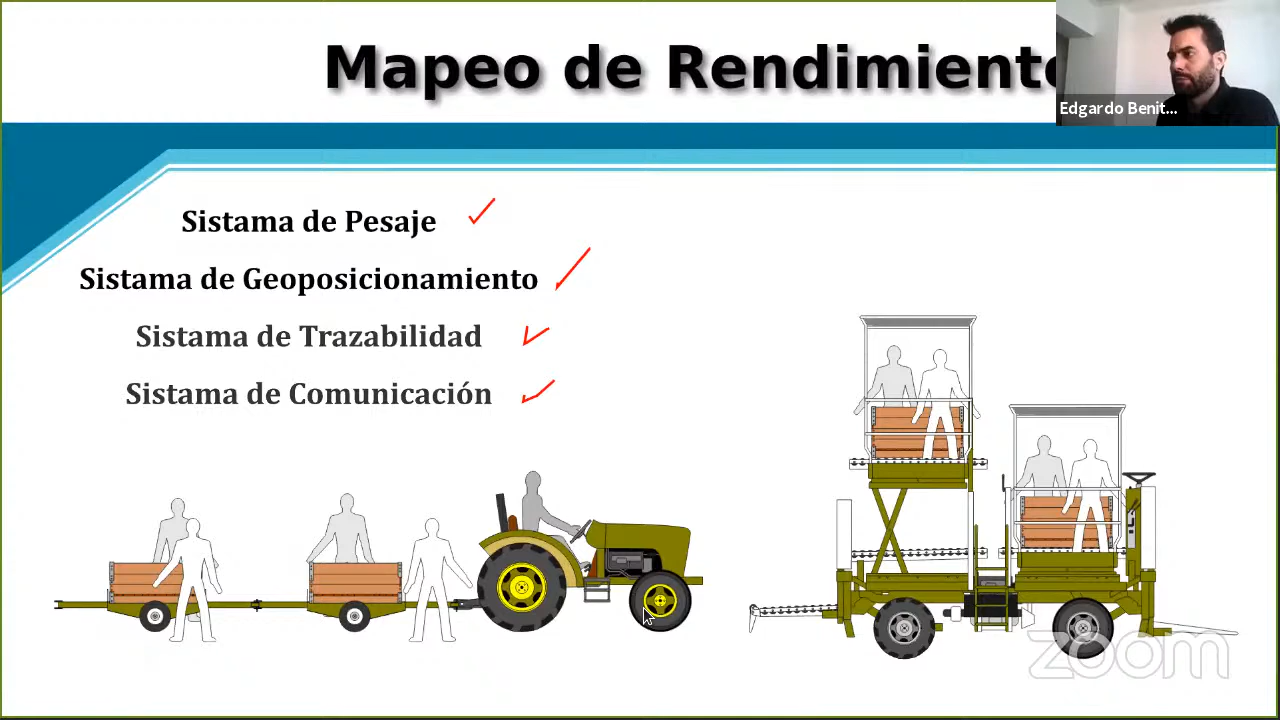 Mapeo de Rendimiento
Edgardo Benit...
Sistama de Pesaje
Sistama de Geoposicionamiento
Sistama de Trazabilidad
Sistama de Comunicación
zoom